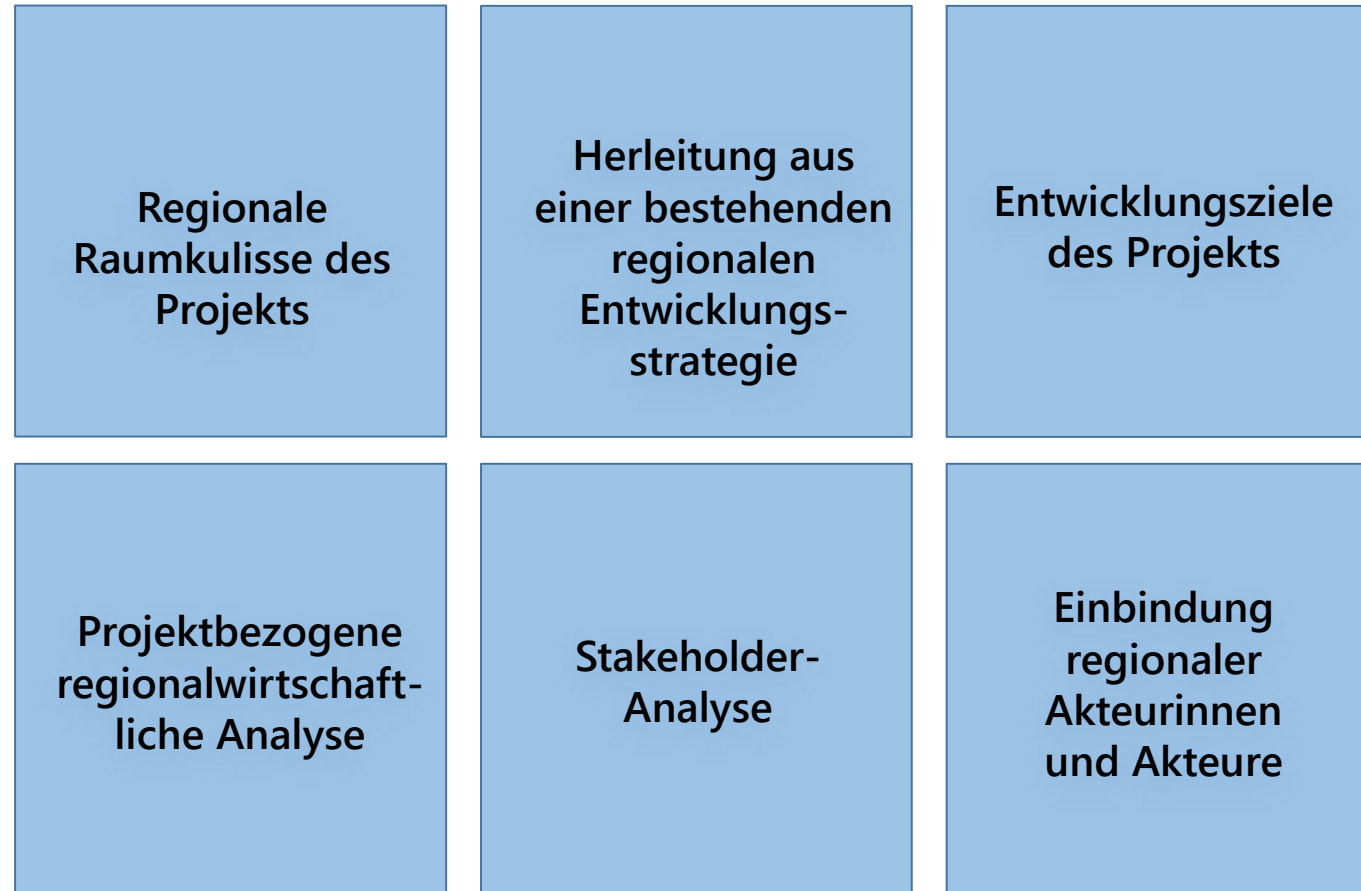 Regionale
Raumkulisse des
Projekts
Herleitung aus
einer bestehenden
regionalen
Entwicklungs-
strategie
Entwicklungsziele
des Projekts
Projektbezogene
regionalwirtschaft-
liche Analyse
Stakeholder-
Analyse
Einbindung
regionaler
Akteurinnen
und Akteure